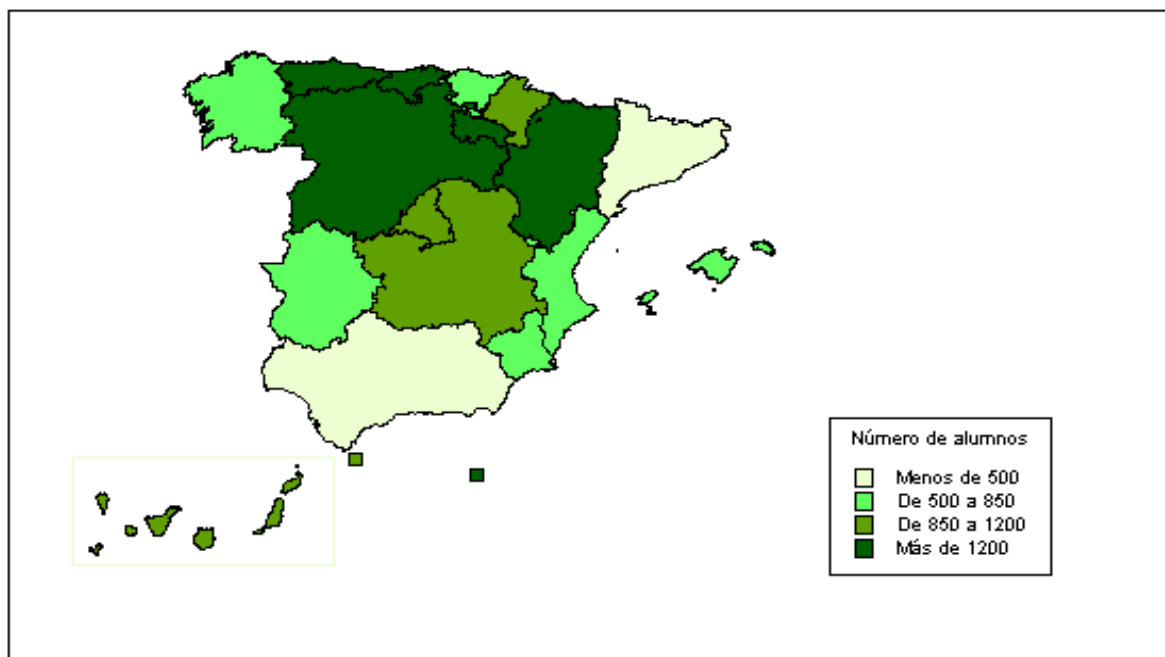 Número de alumnos
Menos de 500
De 500 a 850
De 850 a 1200
Más de 1200